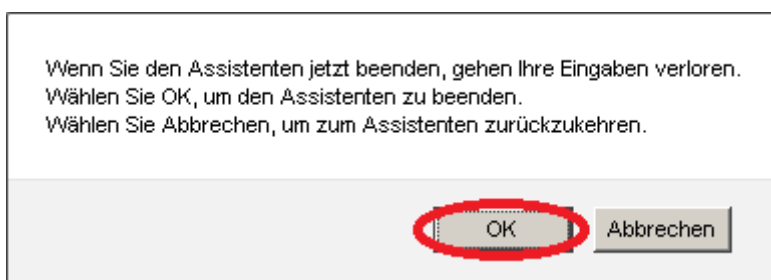 Wenn Sie den Assistenten jetzt beenden, gehen Ihre Eingaben verloren.
Wählen Sie OK, um den Assistenten zu beenden.
Wählen Sie Abbrechen, um zum Assistenten zurückzukehren.
OK Abbrechen